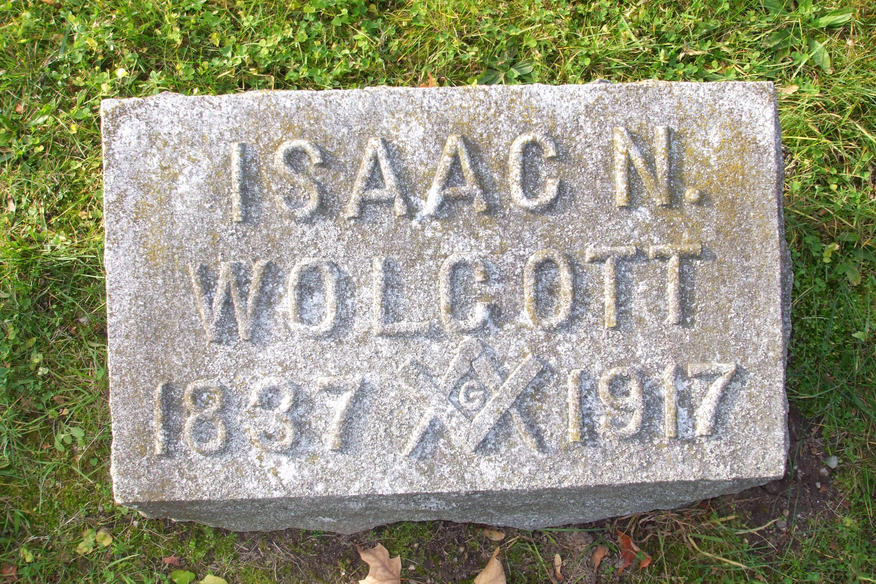 ISAAC N.
WOLCOTT
1837 G 1917